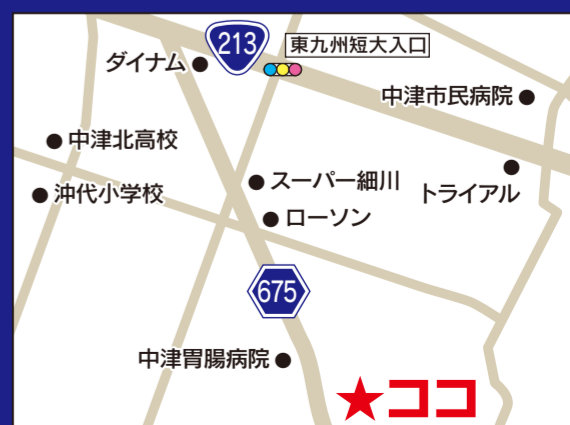 213
東九州短大入口
ダイナム
中津市民病院
中津北高校
スーパー細川
トライアル
沖代小学校
ローソン
675
中津胃腸病院
★ココ